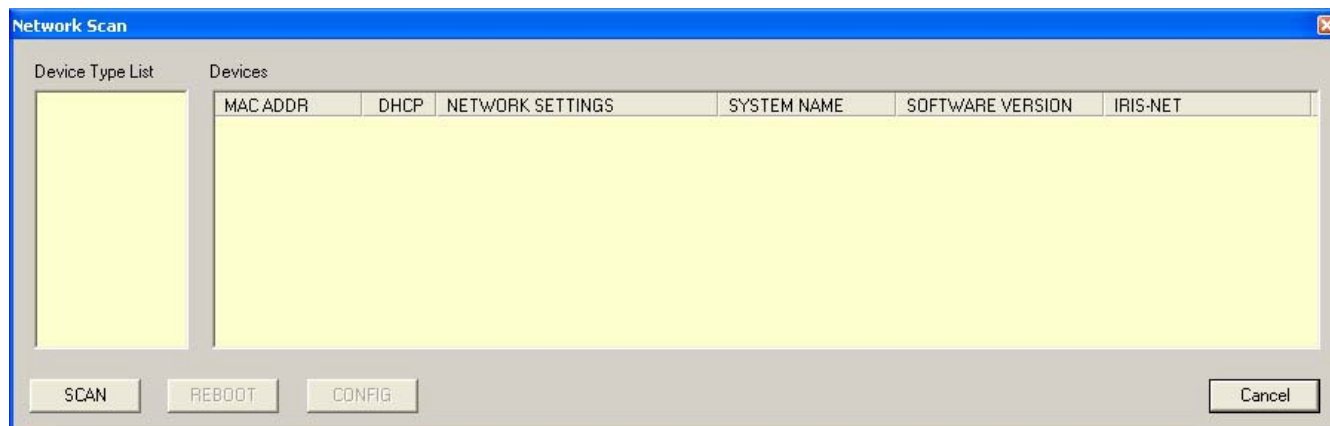 Network Scan
Device Type List Devices
MAC ADDR DHCP NETWORK SETTINGS SYSTEM NAME SOFTWARE VERSION IRIS-NET
SCAN REBOOT CONFIG Cancel